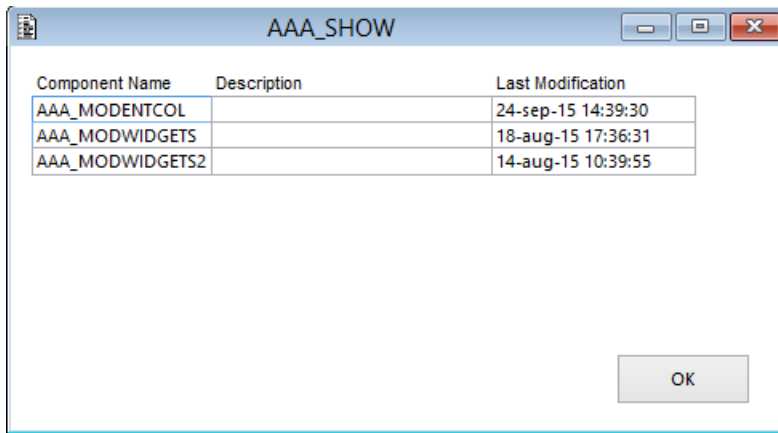 AAA_SHOW
Component Name Description Last Modification
AAA_MODENTCOL 24-sep-15 14:39:30
AAA_MODWIDGETS 18-aug-15 17:36:31
AAA_MODWIDGETS2 14-aug-15 10:39:55
OK